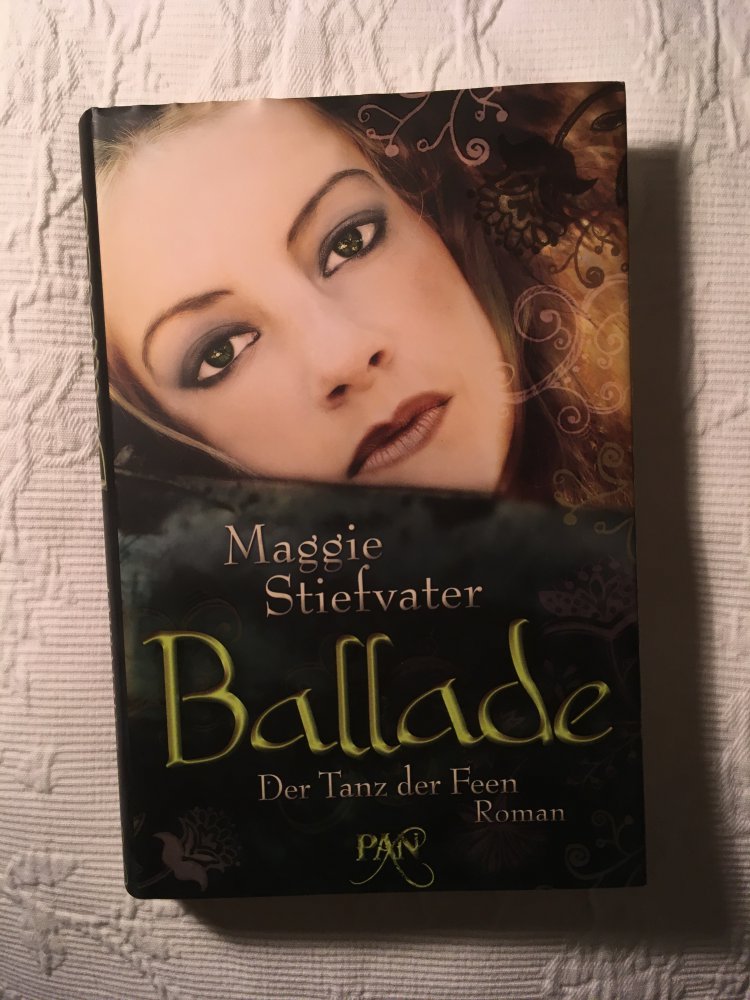 Maggie
Stiefvater
Ballade
Der Tanz der Feen
Roman
PAN